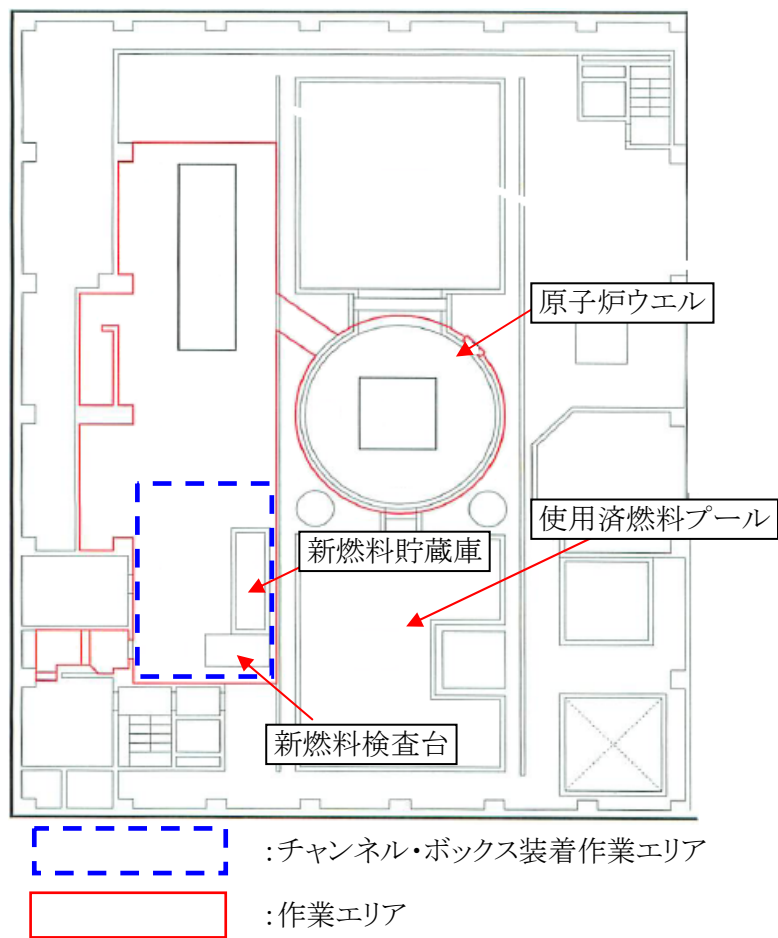 原子炉ウエル
使用済燃料プール
新燃料貯蔵庫
新燃料検査台
:チャンネル・ボックス装着作業エリア
:作業エリア